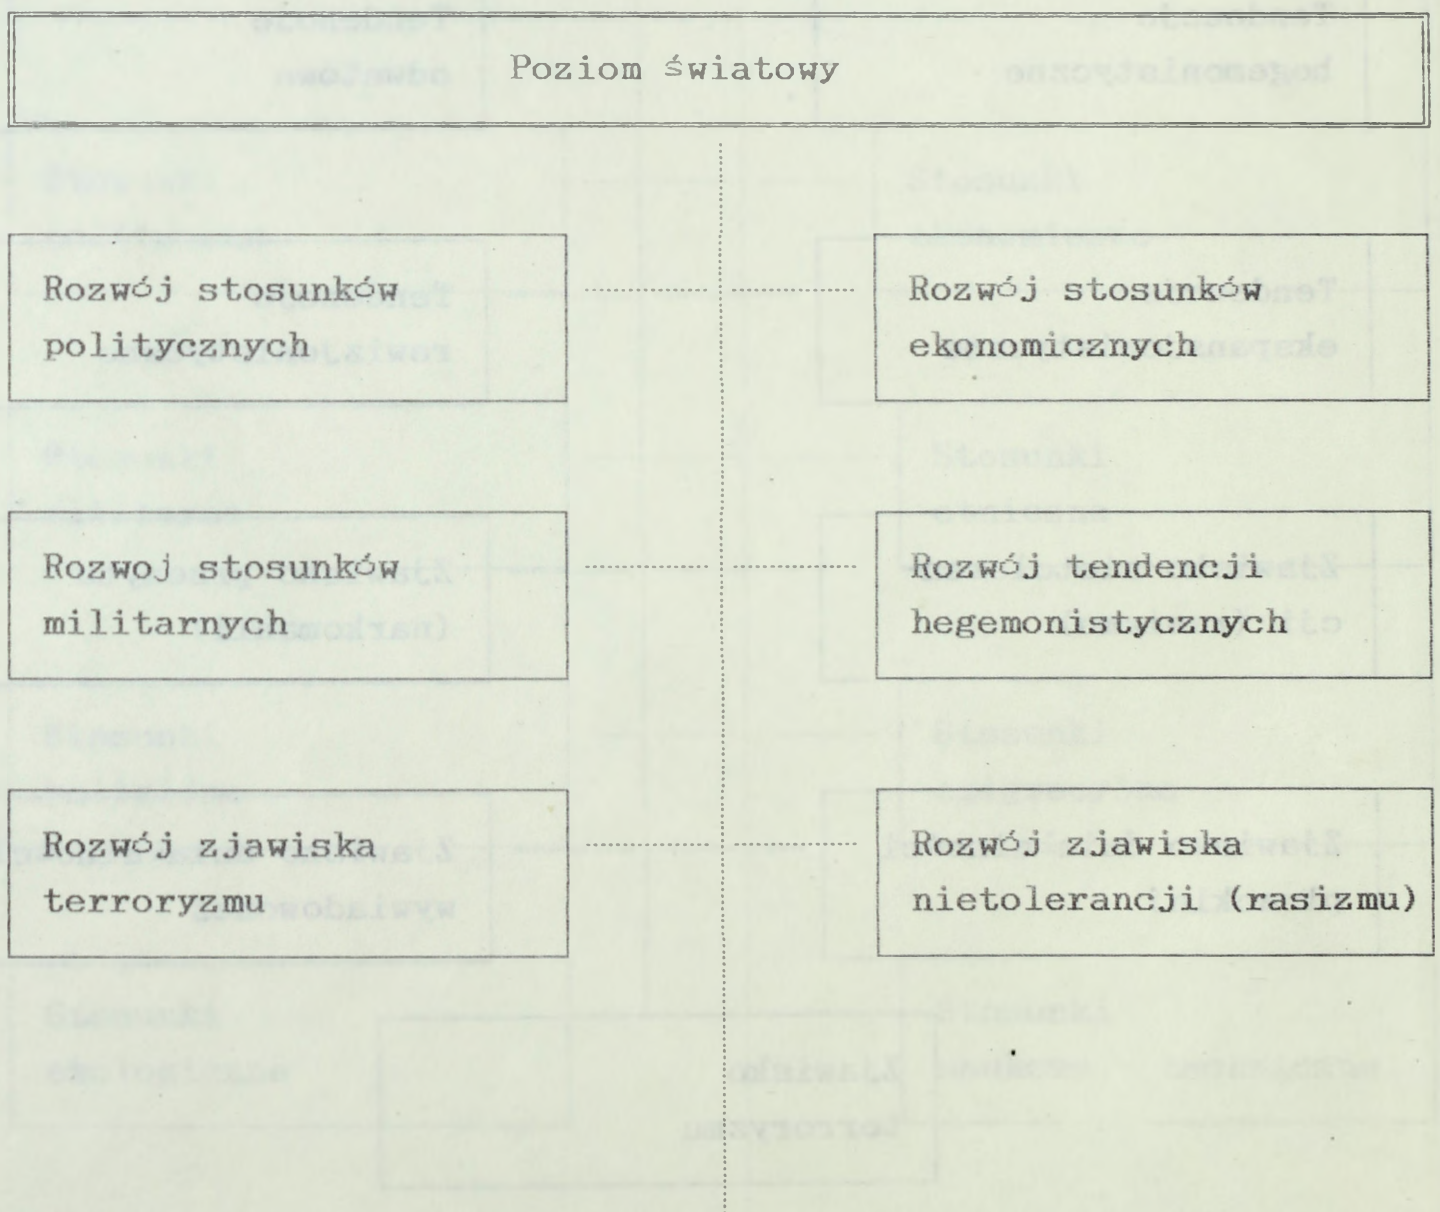 Poziom światowy
Rozwój stosunków
politycznych
Rozwój stosunków
ekonomicznych
Rozwoj stosunków
militarnych
Rozwój tendencji
hegemonistycznych
Rozwój zjawiska
terroryzmu
Rozwój zjawiska
nietolerancji (rasizmu)